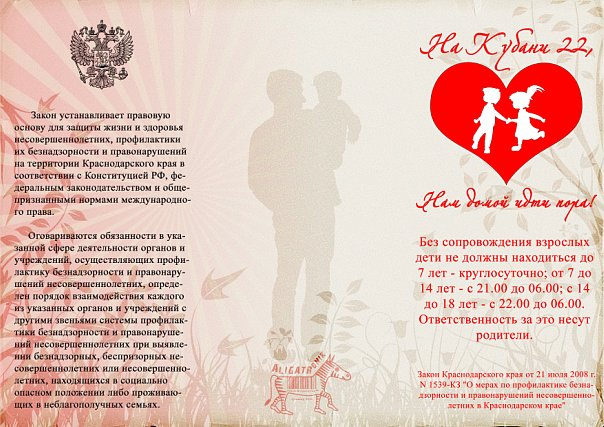 Закон устанавливает правовую
основу для защиты жизни и здоровья
несовершеннолетних, профилактики
их безнадзорности и правонарушений
на территории Краснодарского края в
соответствии с Конституцией РФ, фе-
деральным законодательством и обще-
признанными нормами международно-
го права.
Оговариваются обязанности в ука-
занной сфере деятельности органов и
учреждений, осуществляющих профи-
лактику безнадзорности и правонару-
шений несовершеннолетних, опреде-
лен порядок взаимодействия каждого
из указанных органов и учреждений с
другими звеньями системы профилак-
тики безнадзорности и правонаруше-
ний несовершеннолетних при выявле-
нии безнадзорных, беспризорных не-
совершеннолетних или несовершенно-
летних, находящихся в социально
опасном положении либо прожива-
ющих в неблагополучных семьях.
ALIGATROMIX
На Кубани 22,
Нам домой идти пора!
Без сопровождения взрослых
дети не должны находиться до
7 лет - круглосуточно; от 7 до
14 лет - с 21.00 до 06.00; с 14
до 18 лет - с 22.00 до 06.00.
Ответственность за это несут
родители.
Закон Краснодарского края от 21 июля 2008 г.
N 1539-КЗ "О мерах по профилактике безна-
дзорности и правонарушений несовершенно-
летних в Краснодарском крае"